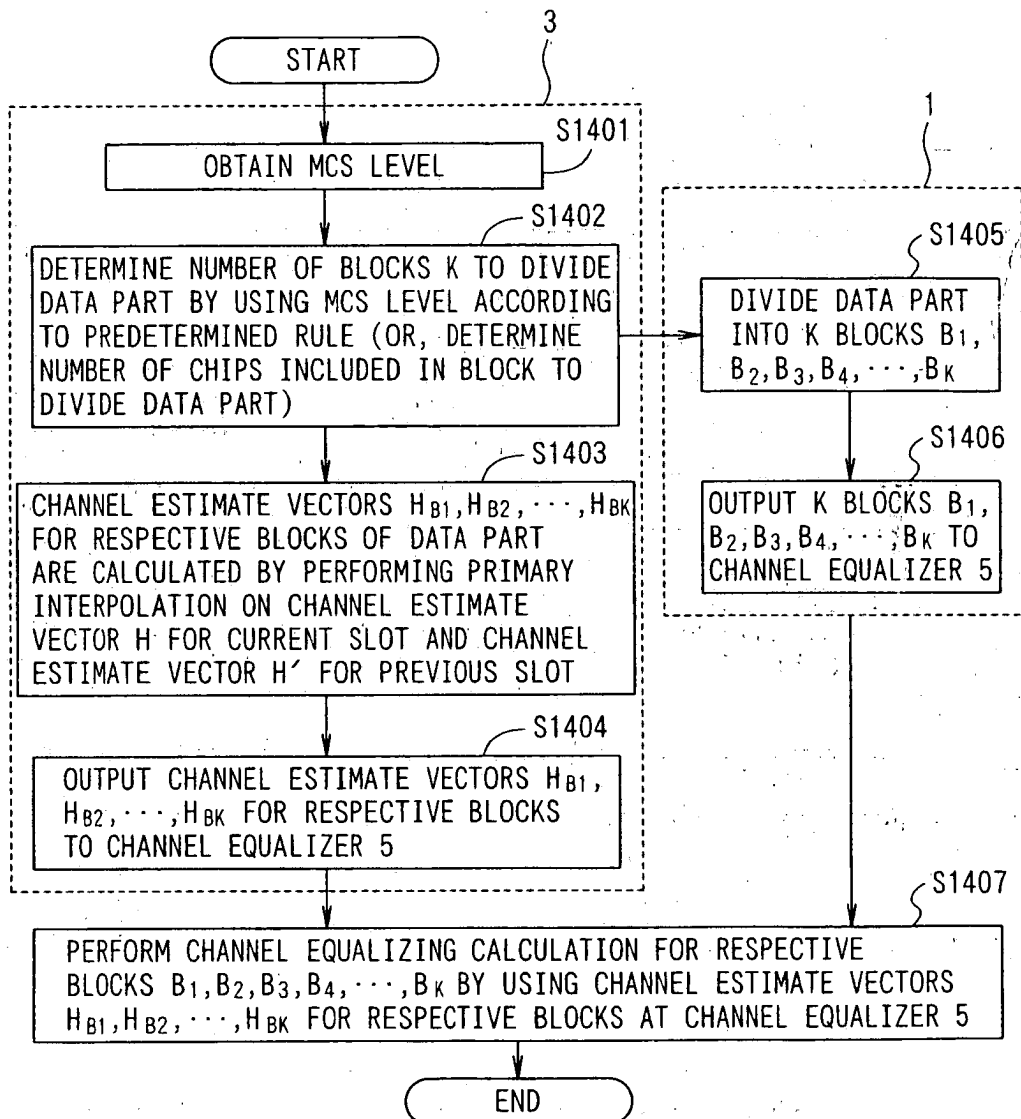 3
START
1
S1401
OBTAIN MCS LEVEL
S1402
DETERMINE NUMBER OF BLOCKS K TO DIVIDE
DATA PART BY USING MCS LEVEL ACCORDING
TO PREDETERMINED RULE (OR, DETERMINE
NUMBER OF CHIPS INCLUDED IN BLOCK TO
DIVIDE DATA PART)
S1405
DIVIDE DATA PART
INTO K BLOCKS B1,
B2,B3,B4,···,BK
S1403
CHANNEL ESTIMATE VECTORS HB1,HB2,···,HBK
FOR RESPECTIVE BLOCKS OF DATA PART
ARE CALCULATED BY PERFORMING PRIMARY
INTERPOLATION ON CHANNEL ESTIMATE
VECTOR H FOR CURRENT SLOT AND CHANNEL
ESTIMATE VECTOR H′ FOR PREVIOUS SLOT
S1406
OUTPUT K BLOCKS B1,
B2,B3,B4,···,BK TO
CHANNEL EQUALIZER 5
S1404
OUTPUT CHANNEL ESTIMATE VECTORS HB1,
HB2,···,HBK FOR RESPECTIVE BLOCKS
TO CHANNEL EQUALIZER 5
S1407
PERFORM CHANNEL EQUALIZING CALCULATION FOR RESPECTIVE
BLOCKS B1,B2,B3,B4,···,BK BY USING CHANNEL ESTIMATE VECTORS
HB1,HB2,···,HBK FOR RESPECTIVE BLOCKS AT CHANNEL EQUALIZER 5
END